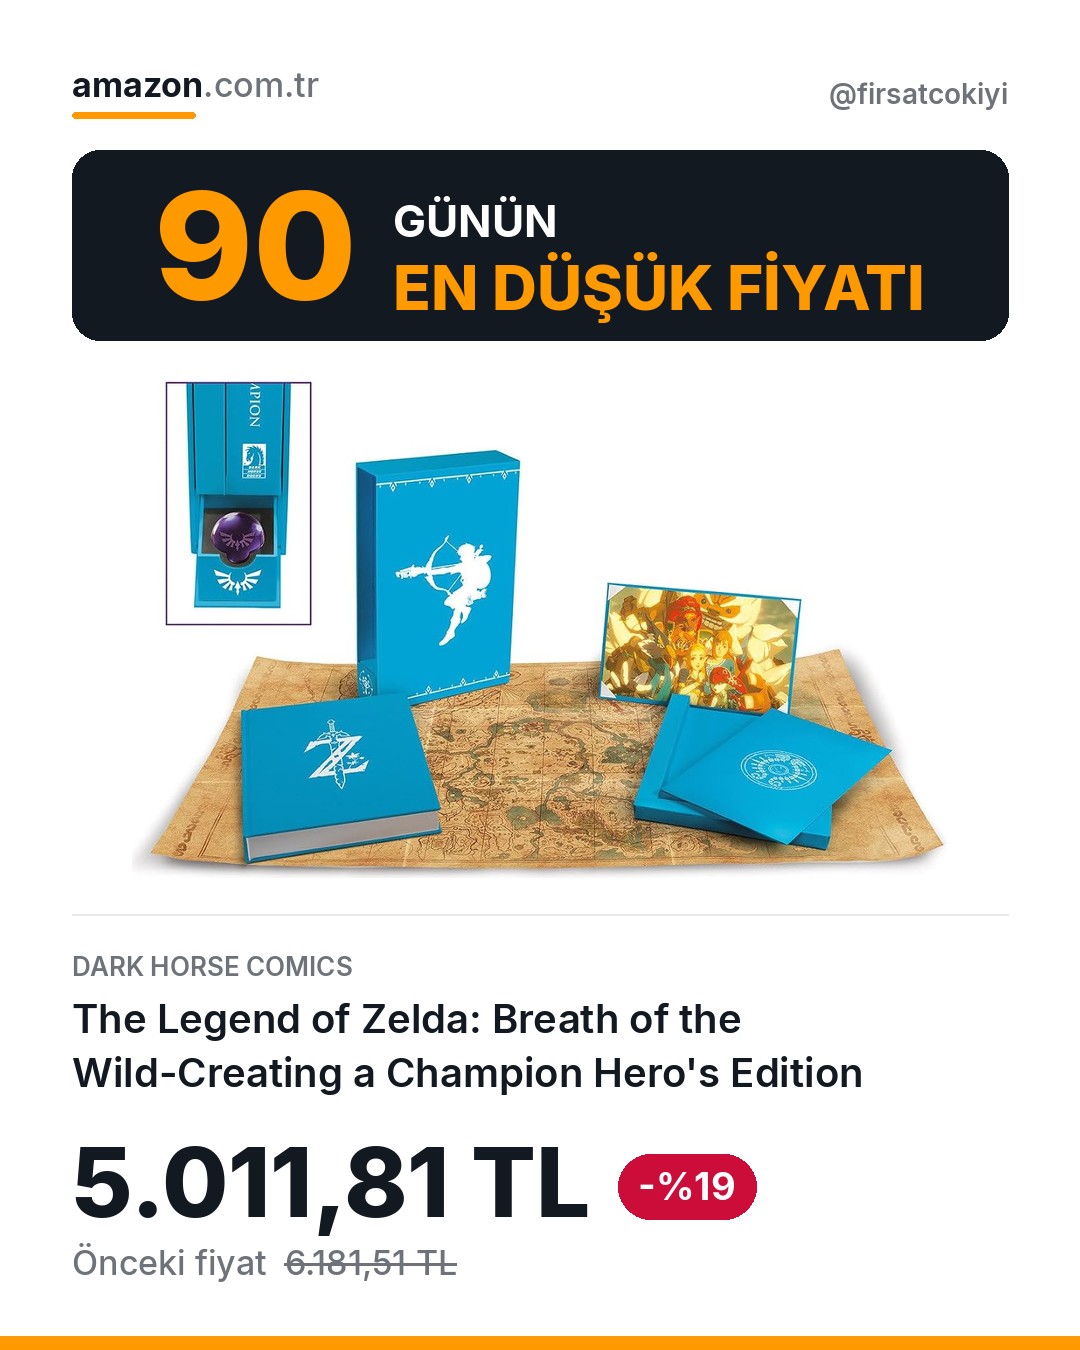 amazon.com.tr
@firsatcokiyi
90
GÜNÜN
EN DÜŞÜK FİYATI
DARK HORSE COMICS
The Legend of Zelda: Breath of the
Wild-Creating a Champion Hero's Edition
5.011,81 TL
-%19
Önceki fiyat 6.181,51 TL